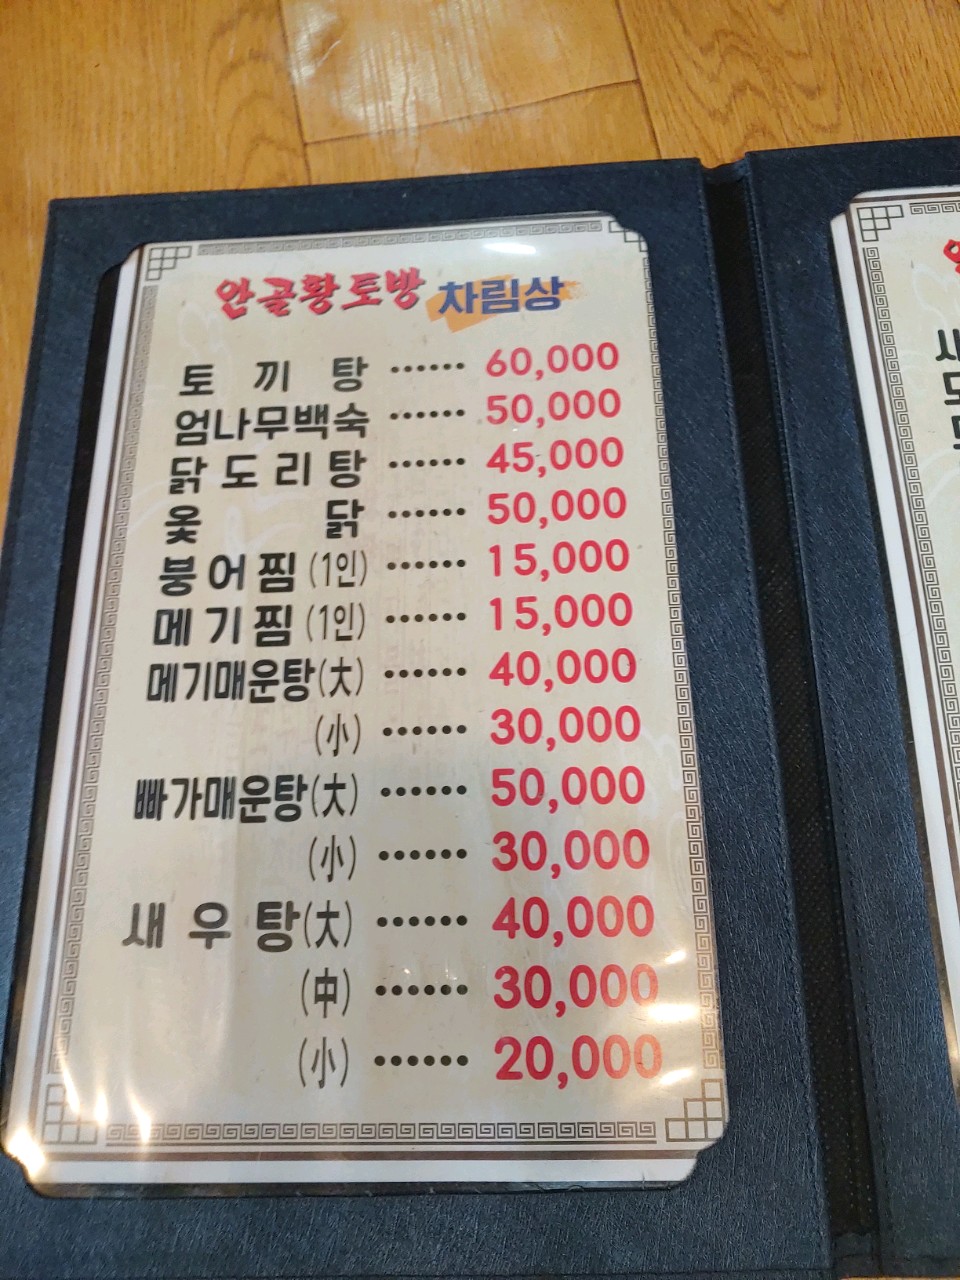 안골황토방 차림상
토끼탕 ······ 60,000
엄나무백숙 ······ 50,000
닭도리탕 ······ 45,000
옻닭 ······ 50,000
붕어찜 (1인) ······ 15,000
메기찜 (1인) ······ 15,000
메기매운탕(大) ······ 40,000
(小) ······ 30,000
빠가매운탕(大) ······ 50,000
(小) ······ 30,000
새우탕(大) ······ 40,000
(中) ······ 30,000
(小) ······ 20,000